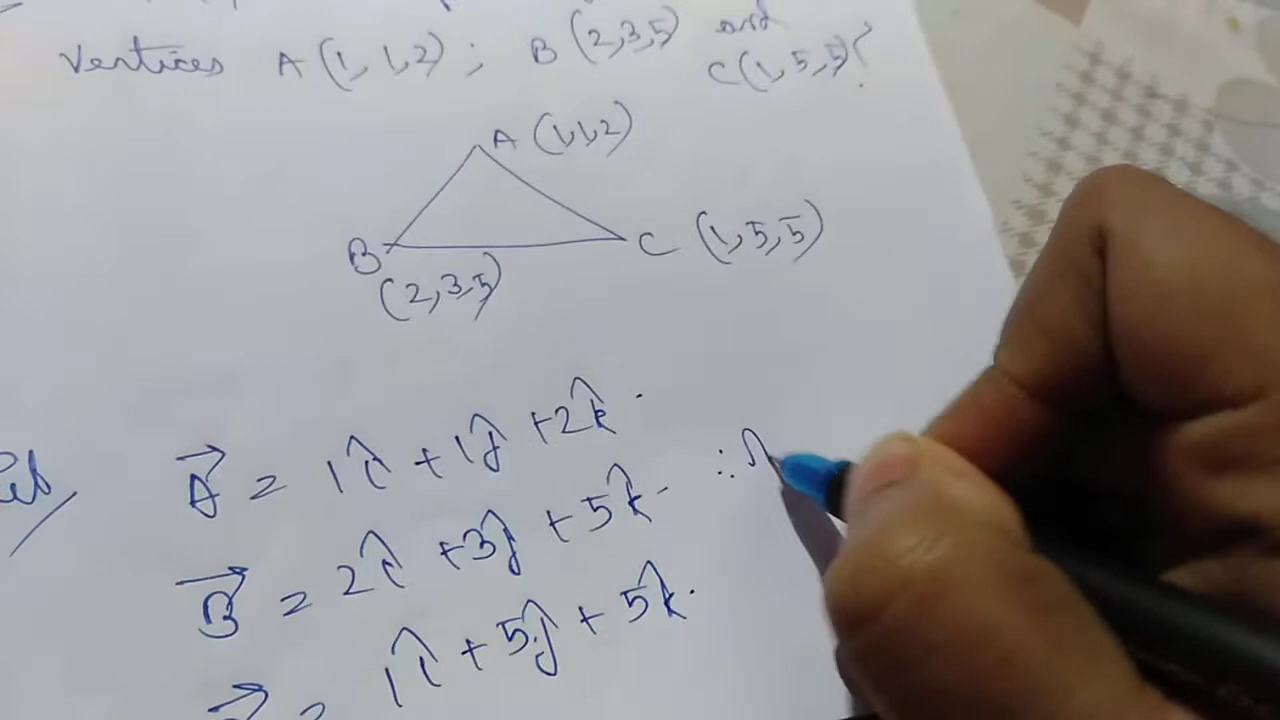 Vertices A (1, 1, 2) ; B (2, 3, 5) and
C (1, 5, 5)?
A (1, 1, 2)
B
(2, 3, 5)
C (1, 5, 5)
A⃗ = 1î + 1ĵ + 2k̂.
B⃗ = 2î + 3ĵ + 5k̂.
= 1î + 5ĵ + 5k̂.
∴